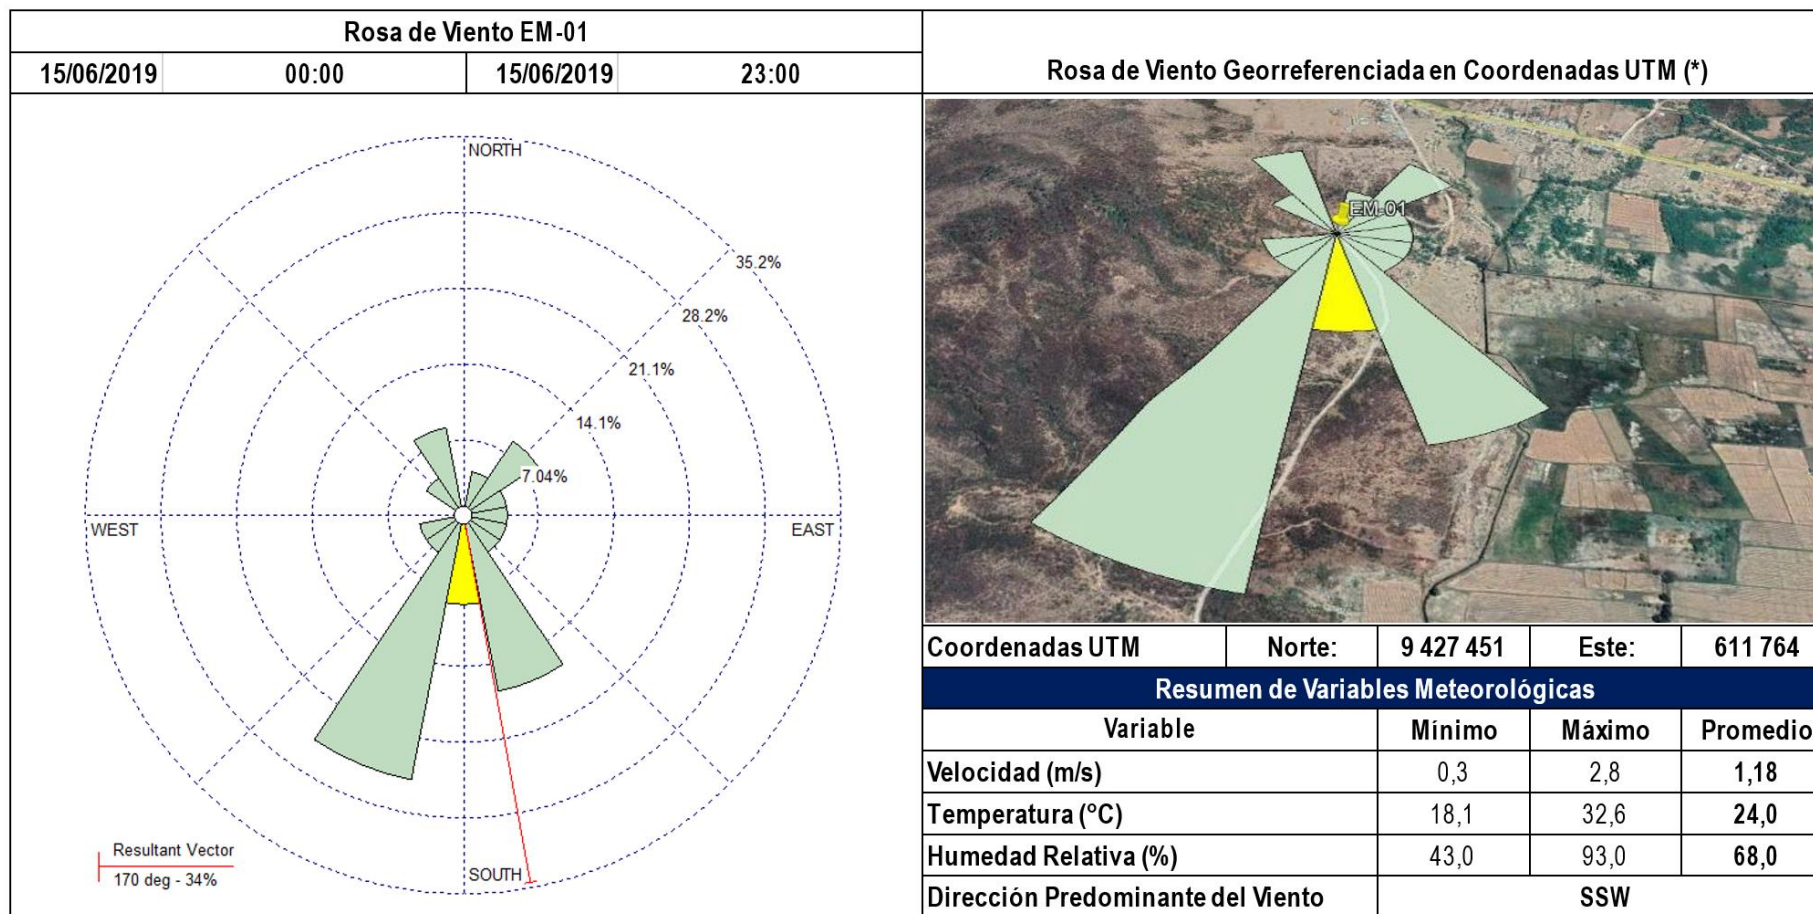 Rosa de Viento EM-01
15/06/2019 00:00 15/06/2019 23:00
Rosa de Viento Georreferenciada en Coordenadas UTM (*)
NORTH
35.2%
28.2%
21.1%
14.1%
7.04%
WEST
EAST
SOUTH
Resultant Vector
170 deg - 34%
EM-01
Coordenadas UTM Norte: 9 427 451 Este: 611 764
Resumen de Variables Meteorológicas
Variable Mínimo Máximo Promedio
Velocidad (m/s) 0,3 2,8 1,18
Temperatura (°C) 18,1 32,6 24,0
Humedad Relativa (%) 43,0 93,0 68,0
Dirección Predominante del Viento SSW